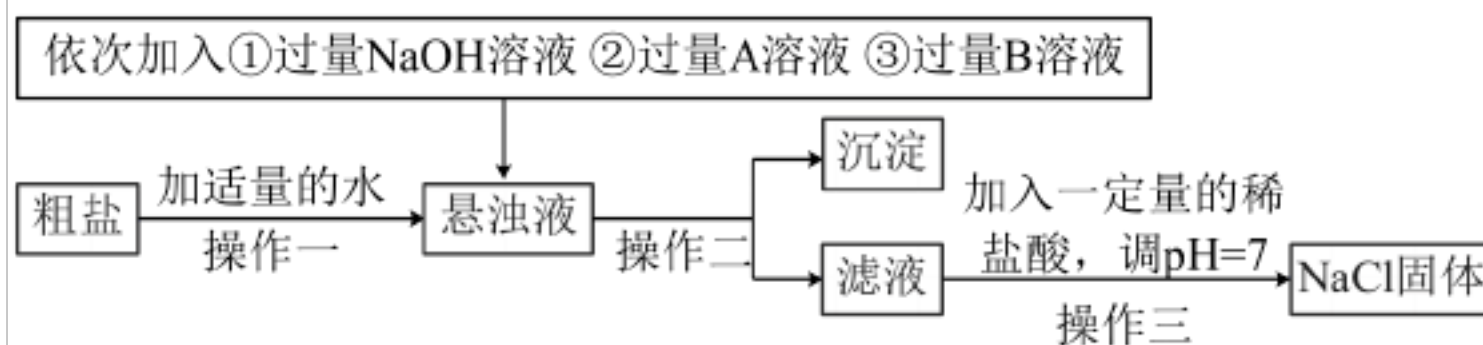 依次加入①过量NaOH溶液 ②过量A溶液 ③过量B溶液
粗盐
加适量的水
操作一
悬浊液
操作二
沉淀
滤液
加入一定量的稀
盐酸，调pH=7
操作三
NaCl固体